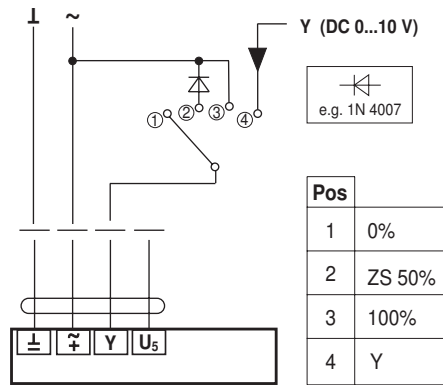 ⊥ ~
Y (DC 0...10 V)
① ② ③ ④
e.g. 1N 4007
Pos
1 0%
2 ZS 50%
3 100%
4 Y
⊥ ~+ Y U5